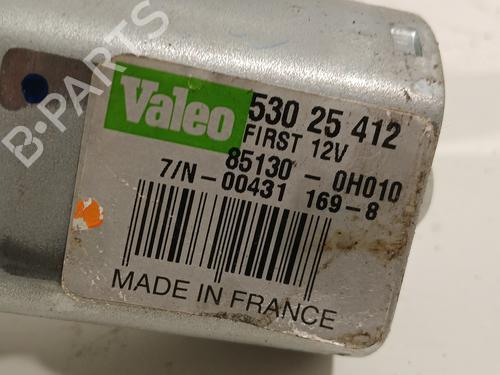 Valeo
530 25 412
FIRST 12V
85130 - 0H010
7/N-00431 169-8
MADE IN FRANCE
B-PARTS